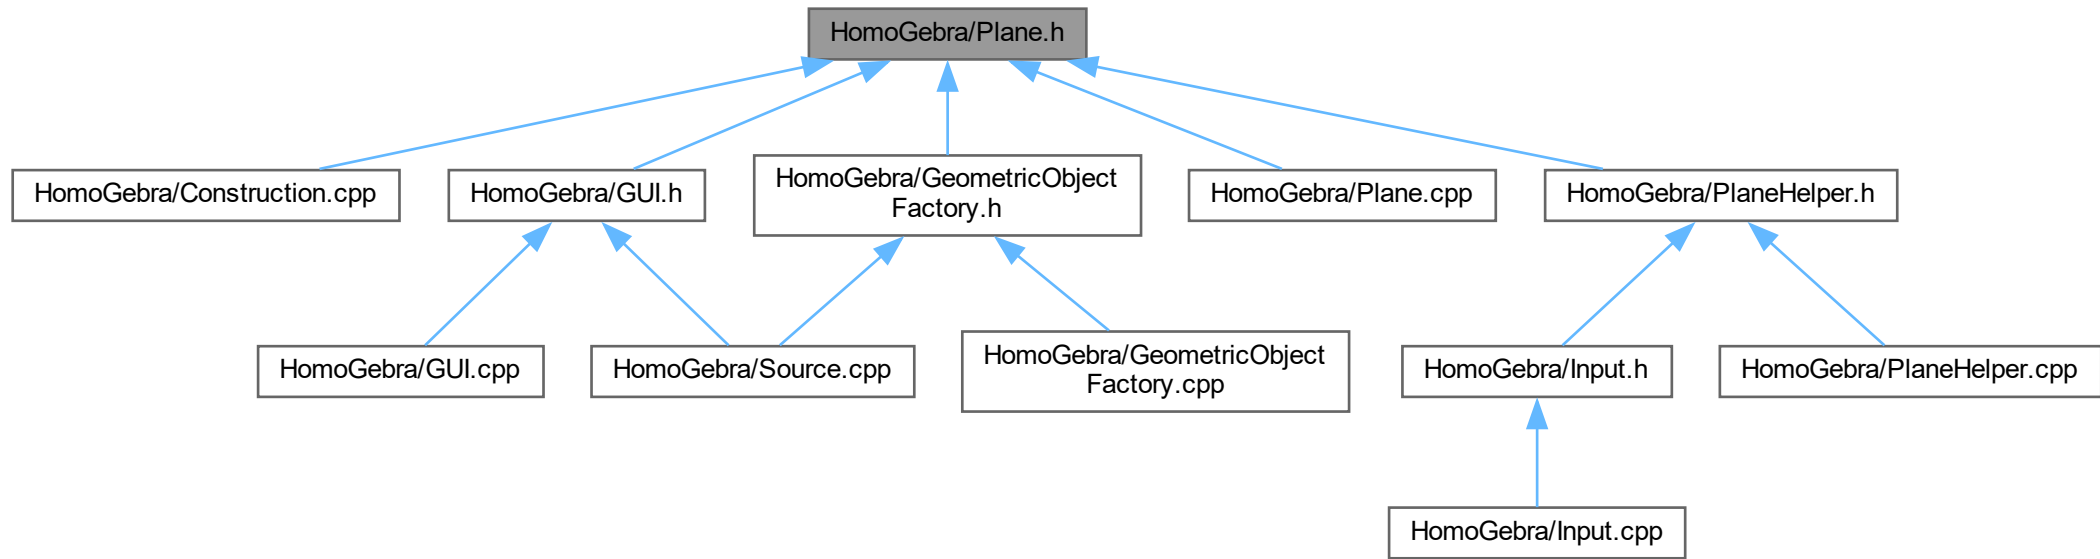 HomoGebra/Plane.h
HomoGebra/Construction.cpp
HomoGebra/GUI.h
HomoGebra/GeometricObject
Factory.h
HomoGebra/Plane.cpp
HomoGebra/PlaneHelper.h
HomoGebra/GUI.cpp
HomoGebra/Source.cpp
HomoGebra/GeometricObject
Factory.cpp
HomoGebra/Input.h
HomoGebra/PlaneHelper.cpp
HomoGebra/Input.cpp